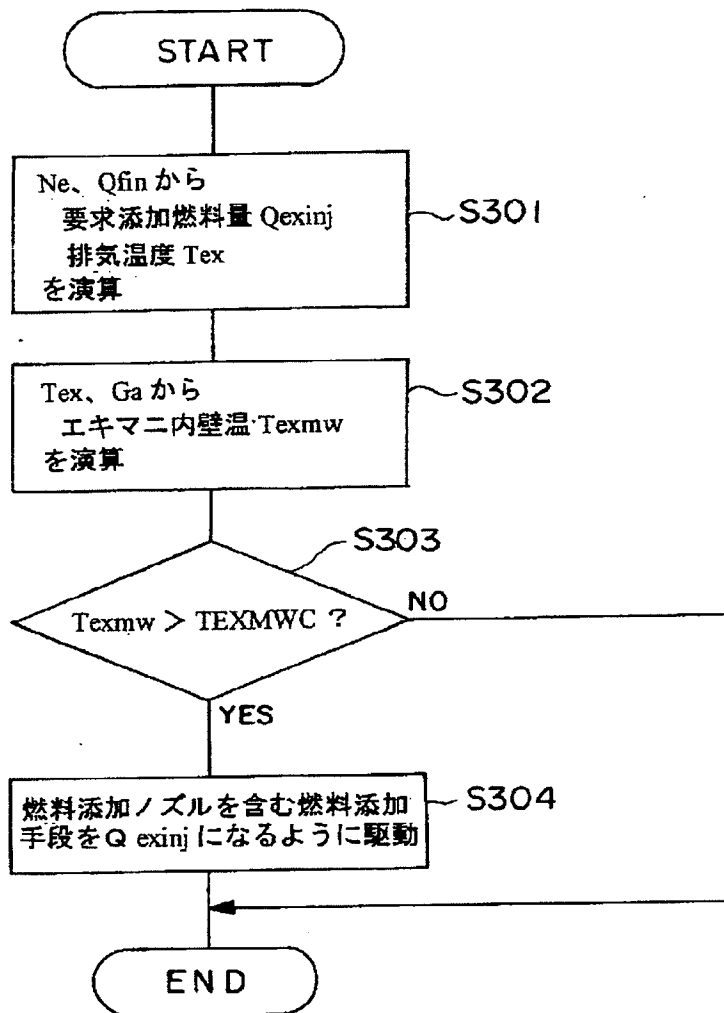 START
Ne、Qfin から
要求添加燃料量 Qexinj
排気温度 Tex
を演算
S301
Tex、Ga から
エキマニ内壁温 Texmw
を演算
S302
S303
Texmw > TEXMWC ?
NO
YES
燃料添加ノズルを含む燃料添加
手段をQ exinj になるように駆動
S304
END